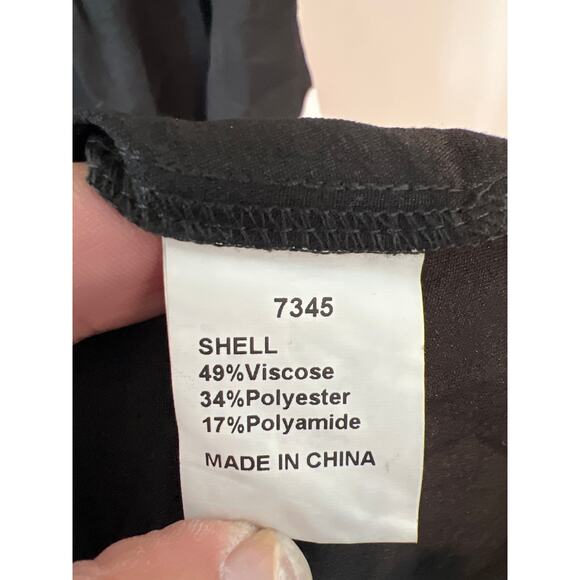 7345
SHELL
49%Viscose
34%Polyester
17%Polyamide
MADE IN CHINA